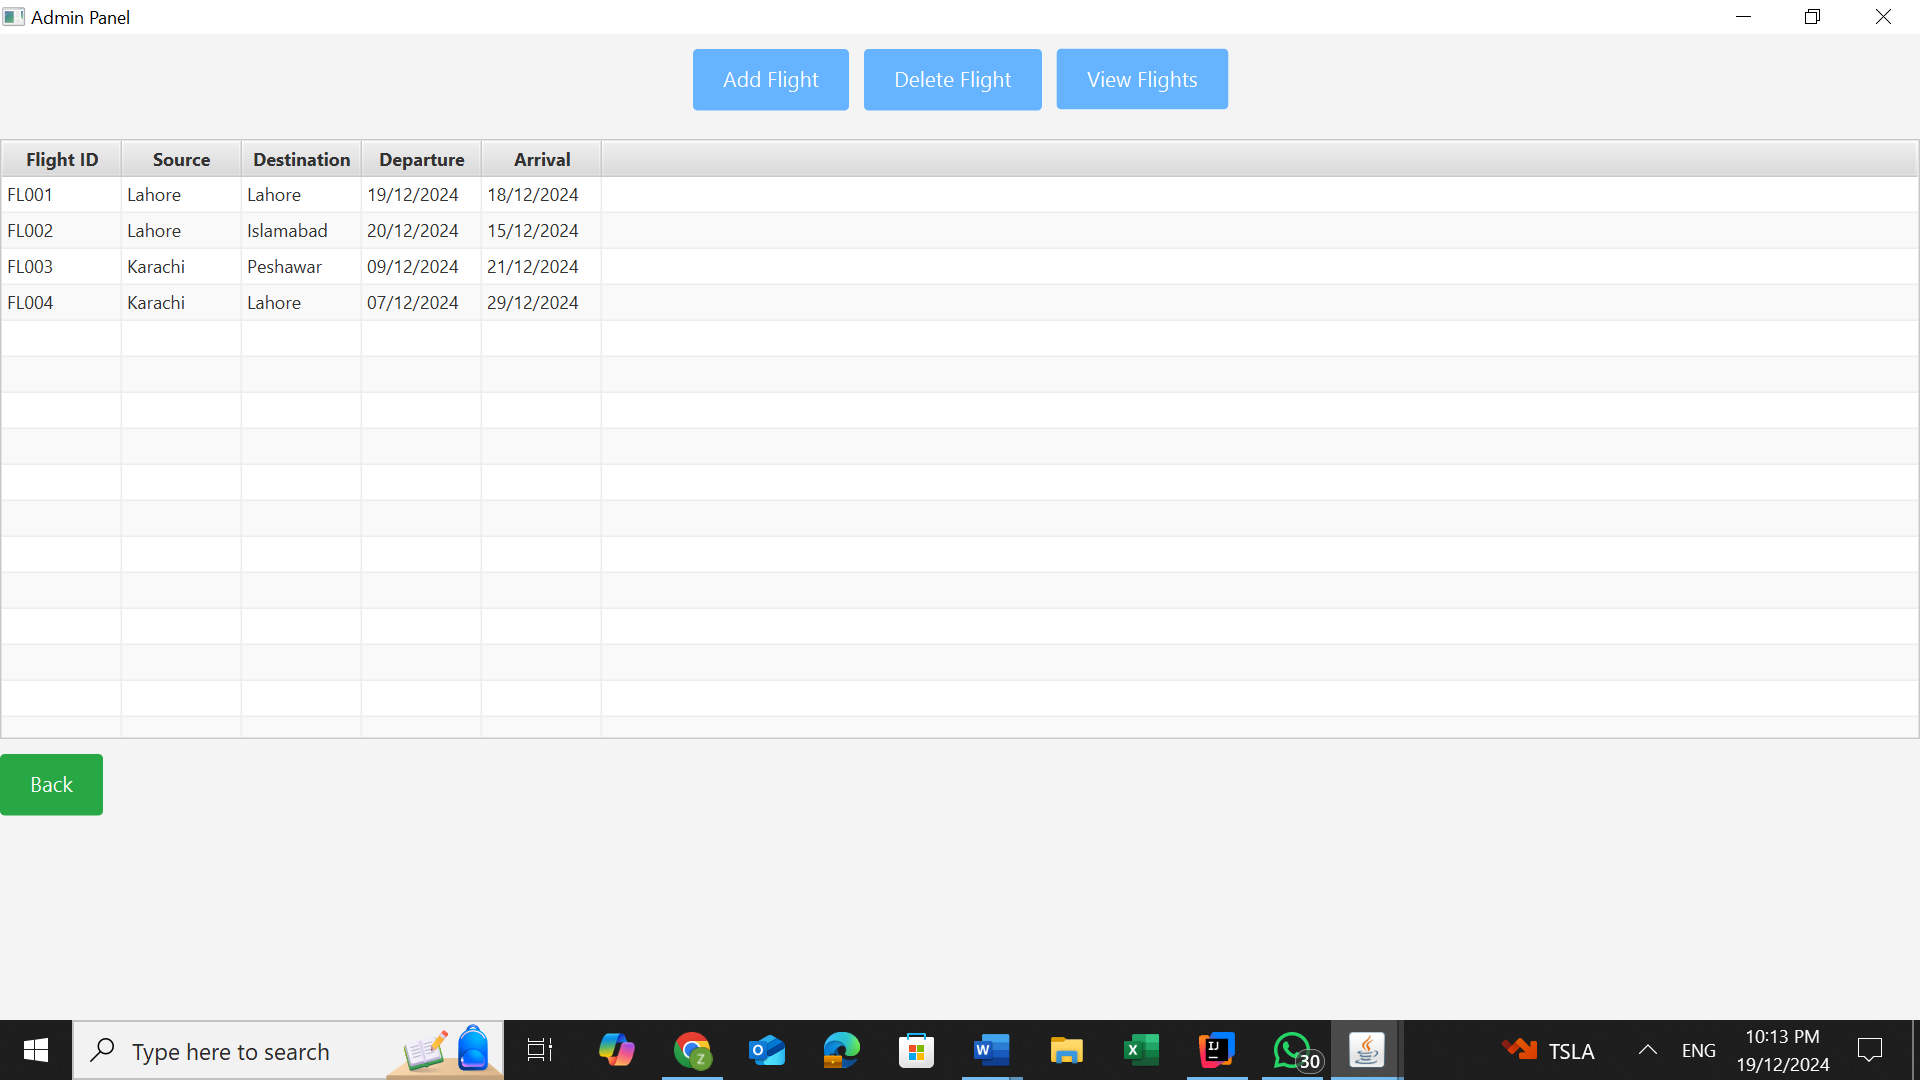 Admin Panel
Add Flight Delete Flight View Flights
Flight ID Source Destination Departure Arrival
FL001 Lahore Lahore 19/12/2024 18/12/2024
FL002 Lahore Islamabad 20/12/2024 15/12/2024
FL003 Karachi Peshawar 09/12/2024 21/12/2024
FL004 Karachi Lahore 07/12/2024 29/12/2024
Back
Type here to search
Z
O
W
X
IJ
30
TSLA
ENG
10:13 PM
19/12/2024